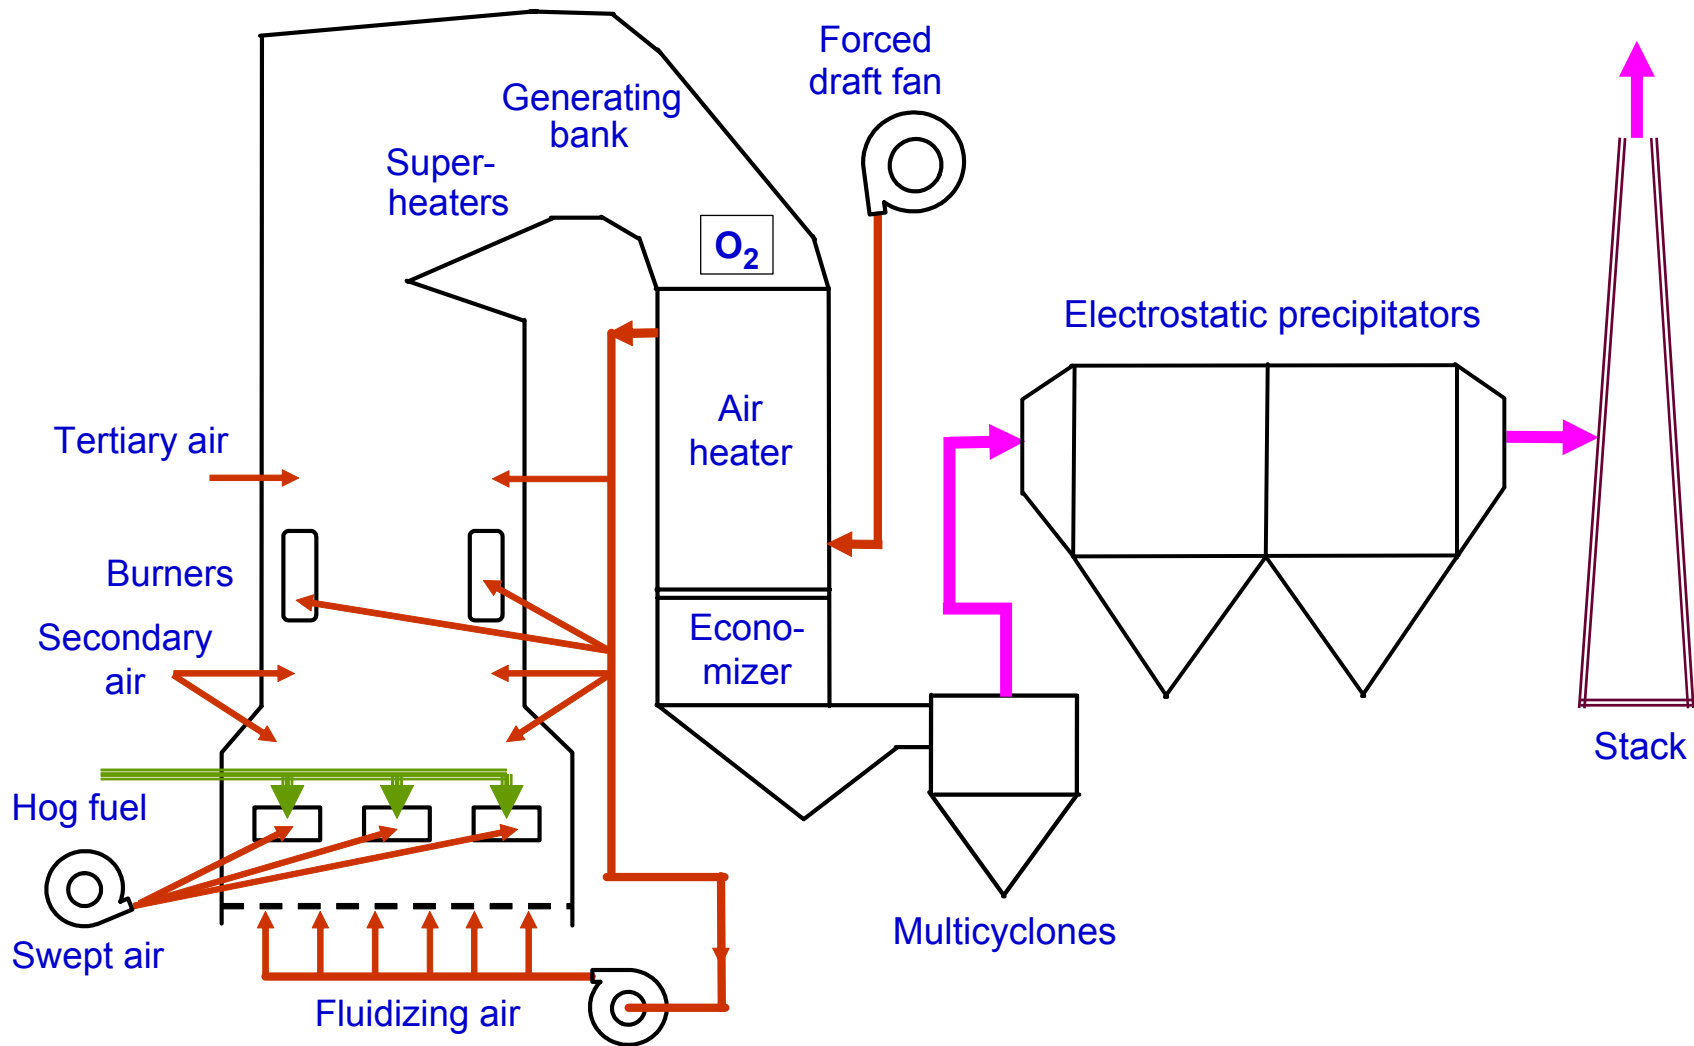 Forced
draft fan
Generating
bank
Super-
heaters
O₂
Electrostatic precipitators
Air
heater
Tertiary air
Burners
Secondary
air
Econo-
mizer
Stack
Hog fuel
Multicyclones
Swept air
Fluidizing air